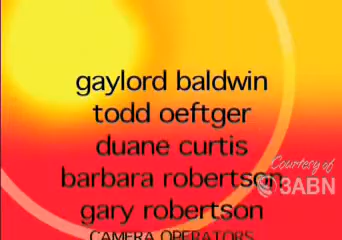 gaylord baldwin
todd oeftger
duane curtis
barbara robertson
gary robertson
CAMERA OPERATORS
Courtesy of
3ABN